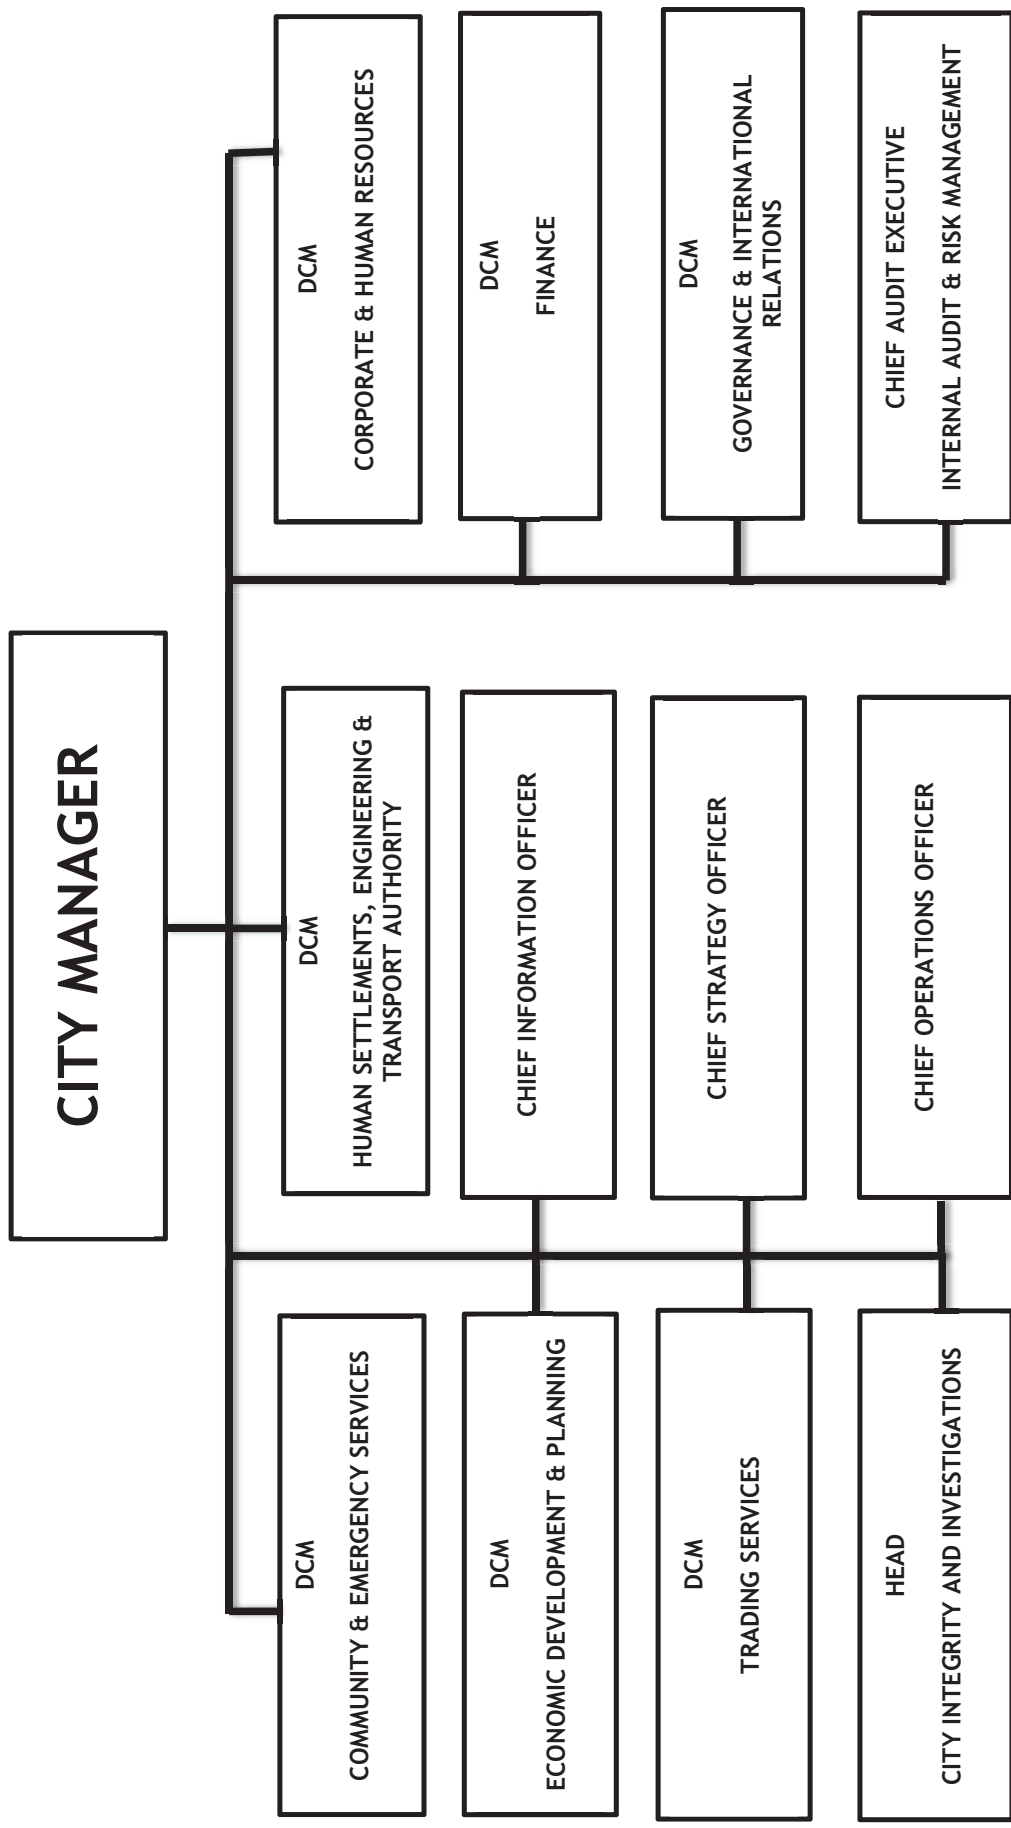 CITY MANAGER
DCM
COMMUNITY & EMERGENCY SERVICES
DCM
HUMAN SETTLEMENTS, ENGINEERING &
TRANSPORT AUTHORITY
DCM
CORPORATE & HUMAN RESOURCES
DCM
ECONOMIC DEVELOPMENT & PLANNING
CHIEF INFORMATION OFFICER
DCM
FINANCE
DCM
TRADING SERVICES
CHIEF STRATEGY OFFICER
DCM
GOVERNANCE & INTERNATIONAL
RELATIONS
HEAD
CITY INTEGRITY AND INVESTIGATIONS
CHIEF OPERATIONS OFFICER
CHIEF AUDIT EXECUTIVE
INTERNAL AUDIT & RISK MANAGEMENT